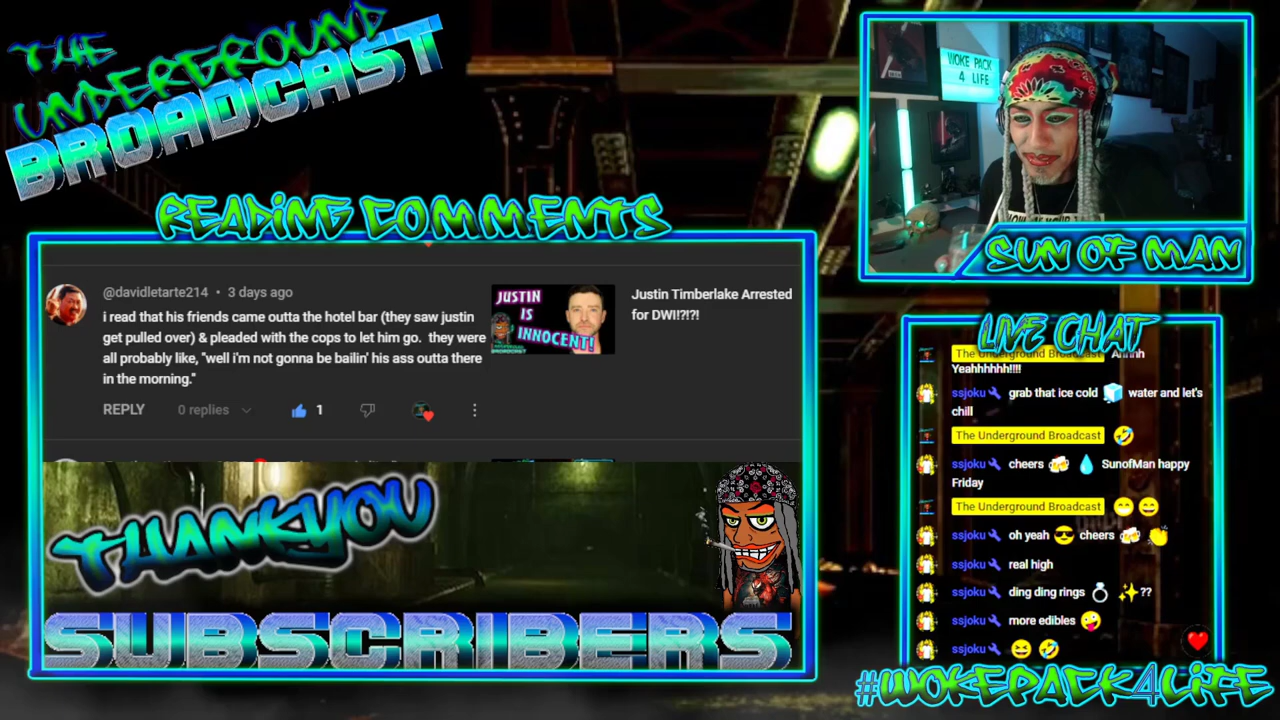 THE
UNDERGROUND
BROADCAST
WOKE PACK
4 LIFE
READING COMMENTS
SUN OF MAN
@davidletarte214 • 3 days ago
i read that his friends came outta the hotel bar (they saw justin
get pulled over) & pleaded with the cops to let him go. they were
all probably like, "well i'm not gonna be bailin' his ass outta there
in the morning."
REPLY 0 replies 1
JUSTIN
IS
INNOCENT!
Justin Timberlake Arrested
for DWI!?!?!
THANKYOU
SUBSCRIBERS
LIVE CHAT
The Underground Broadcast Ahhhh
Yeahhhhhh!!!!
ssjoku🔧 grab that ice cold 🧊 water and let's
chill
The Underground Broadcast 🤣
ssjoku🔧 cheers 🍻 💧 SunofMan happy
Friday
The Underground Broadcast 😁 😄
ssjoku🔧 oh yeah 😎 cheers 🍻 👏
ssjoku🔧 real high
ssjoku🔧 ding ding rings 💍 ✨??
ssjoku🔧 more edibles 🤪
ssjoku🔧 😆 🤣
#WOKEPACK4LIFE